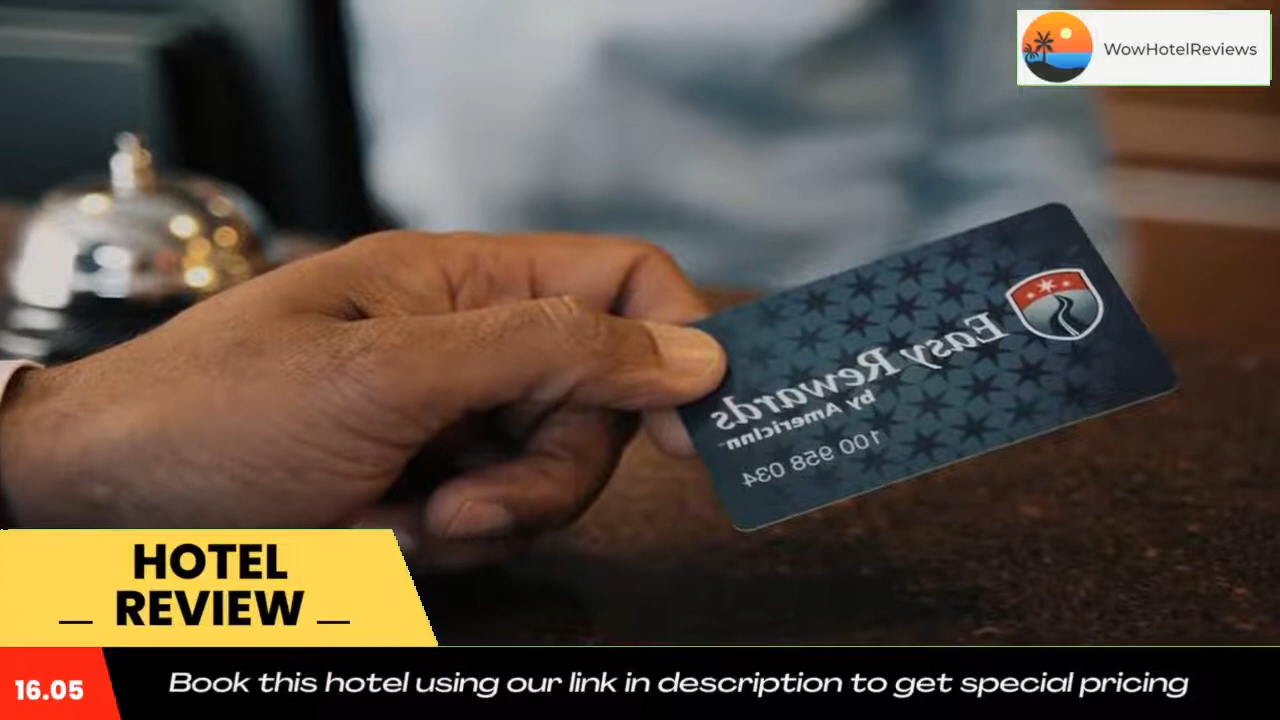 WowHotelReviews
Easy Rewards
by AmericInn
100 958 034
HOTEL
REVIEW
16.05
Book this hotel using our link in description to get special pricing